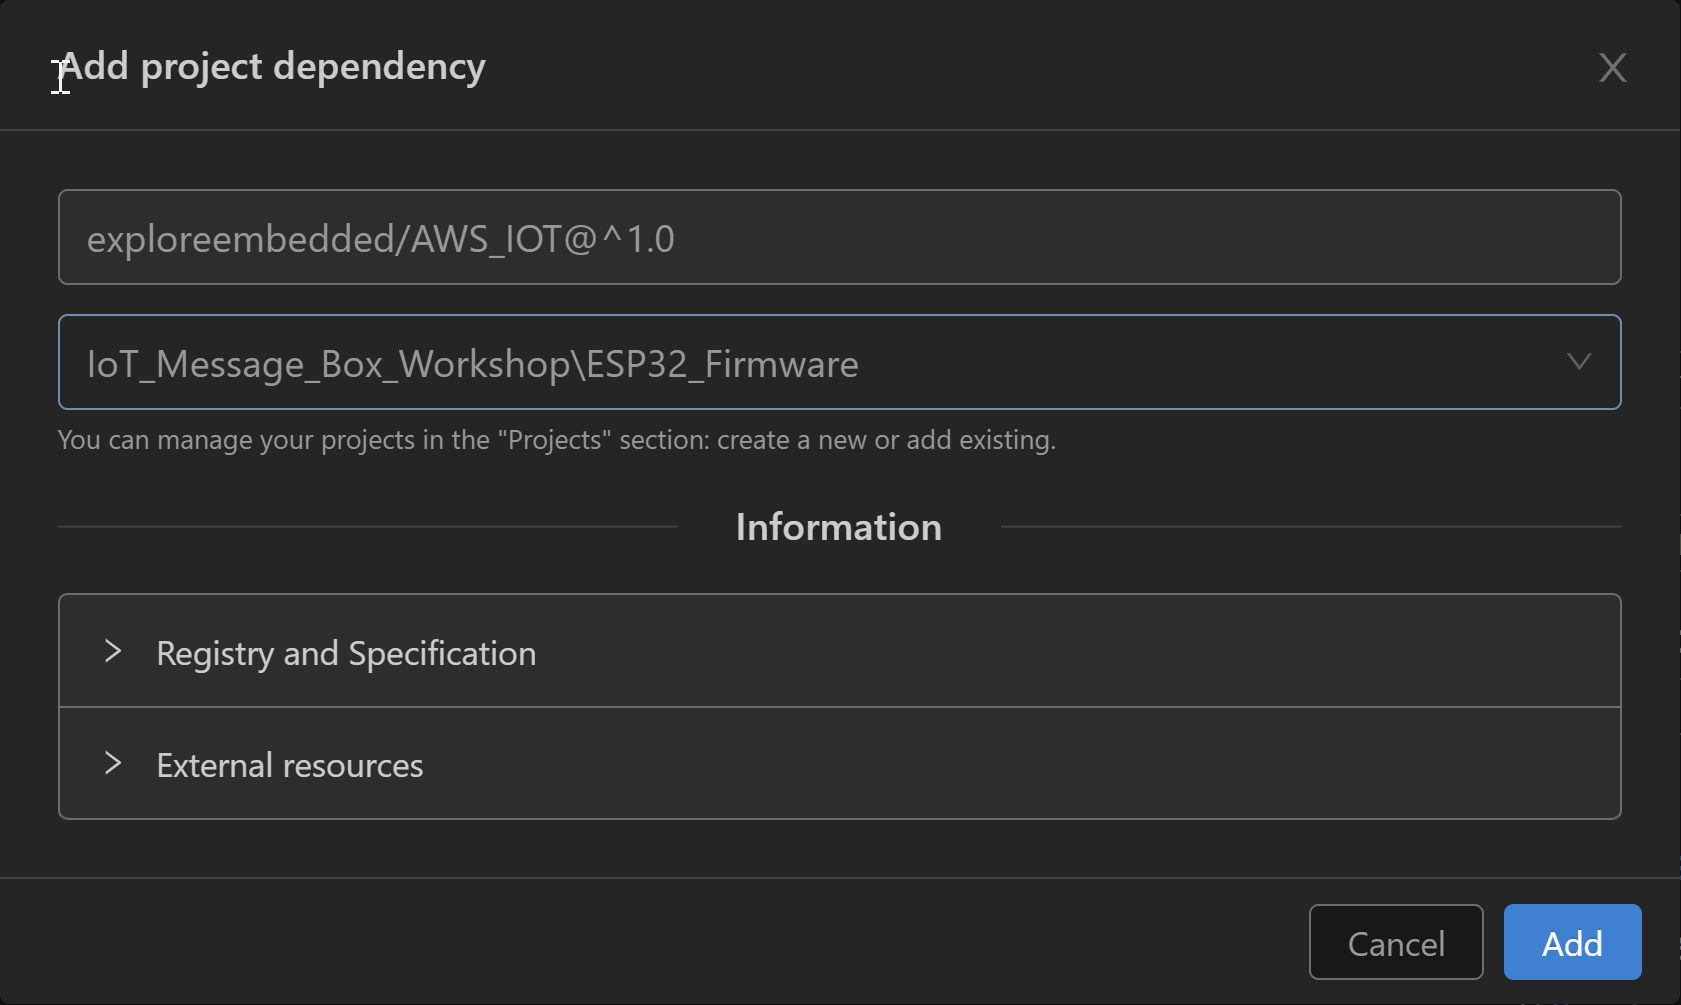 Add project dependency
exploreembedded/AWS_IOT@^1.0
IoT_Message_Box_Workshop\ESP32_Firmware
You can manage your projects in the "Projects" section: create a new or add existing.
Information
Registry and Specification
External resources
Cancel
Add